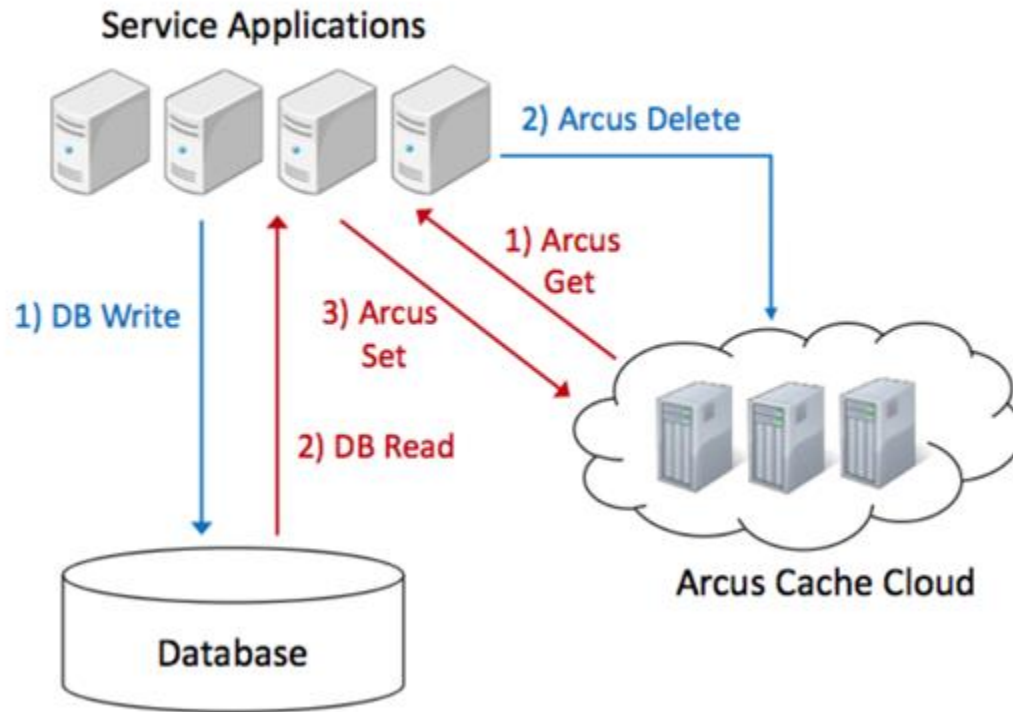 Service Applications
2) Arcus Delete
1) Arcus
Get
1) DB Write
3) Arcus
Set
2) DB Read
Arcus Cache Cloud
Database